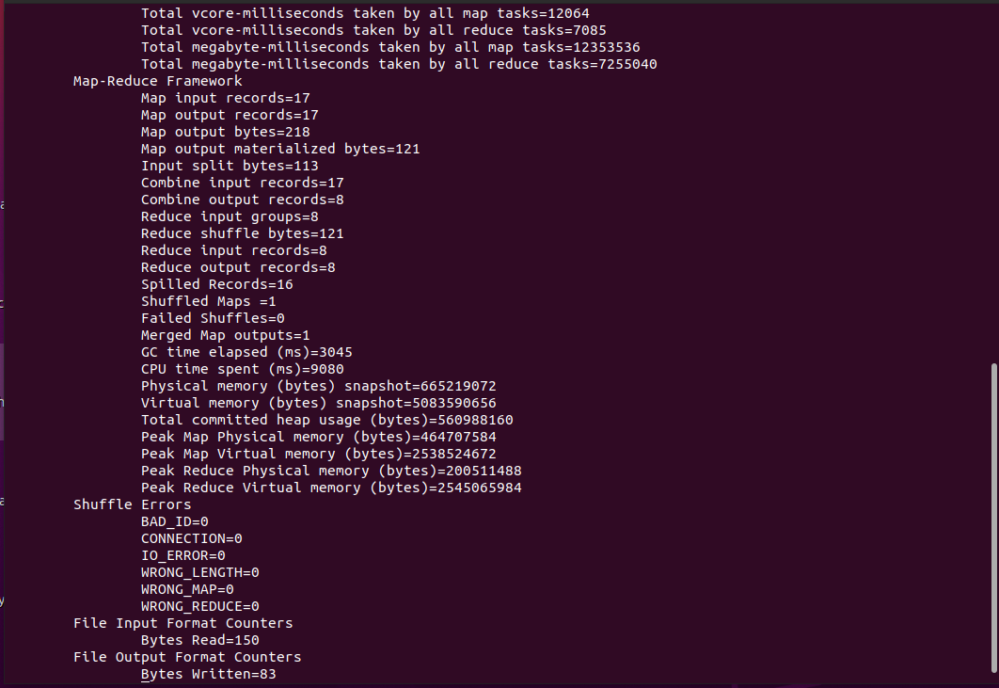 Total vcore-milliseconds taken by all map tasks=12064
Total vcore-milliseconds taken by all reduce tasks=7085
Total megabyte-milliseconds taken by all map tasks=12353536
Total megabyte-milliseconds taken by all reduce tasks=7255040
Map-Reduce Framework
Map input records=17
Map output records=17
Map output bytes=218
Map output materialized bytes=121
Input split bytes=113
Combine input records=17
Combine output records=8
Reduce input groups=8
Reduce shuffle bytes=121
Reduce input records=8
Reduce output records=8
Spilled Records=16
Shuffled Maps =1
Failed Shuffles=0
Merged Map outputs=1
GC time elapsed (ms)=3045
CPU time spent (ms)=9080
Physical memory (bytes) snapshot=665219072
Virtual memory (bytes) snapshot=5083590656
Total committed heap usage (bytes)=560988160
Peak Map Physical memory (bytes)=464707584
Peak Map Virtual memory (bytes)=2538524672
Peak Reduce Physical memory (bytes)=200511488
Peak Reduce Virtual memory (bytes)=2545065984
Shuffle Errors
BAD_ID=0
CONNECTION=0
IO_ERROR=0
WRONG_LENGTH=0
WRONG_MAP=0
WRONG_REDUCE=0
File Input Format Counters
Bytes Read=150
File Output Format Counters
Bytes Written=83